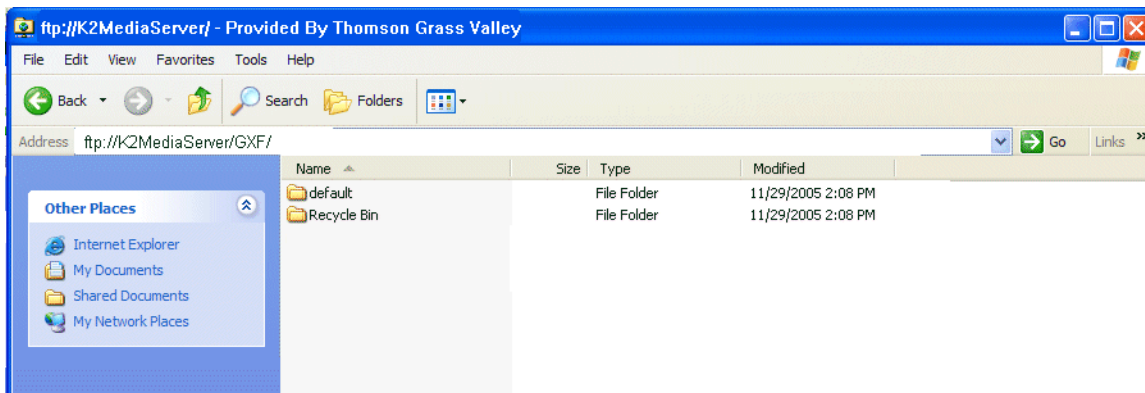 ftp://K2MediaServer/ - Provided By Thomson Grass Valley
File Edit View Favorites Tools Help
Back Search Folders
Address ftp://K2MediaServer/GXF/ Go Links »
Name Size Type Modified
default File Folder 11/29/2005 2:08 PM
Recycle Bin File Folder 11/29/2005 2:08 PM
Other Places
Internet Explorer
My Documents
Shared Documents
My Network Places